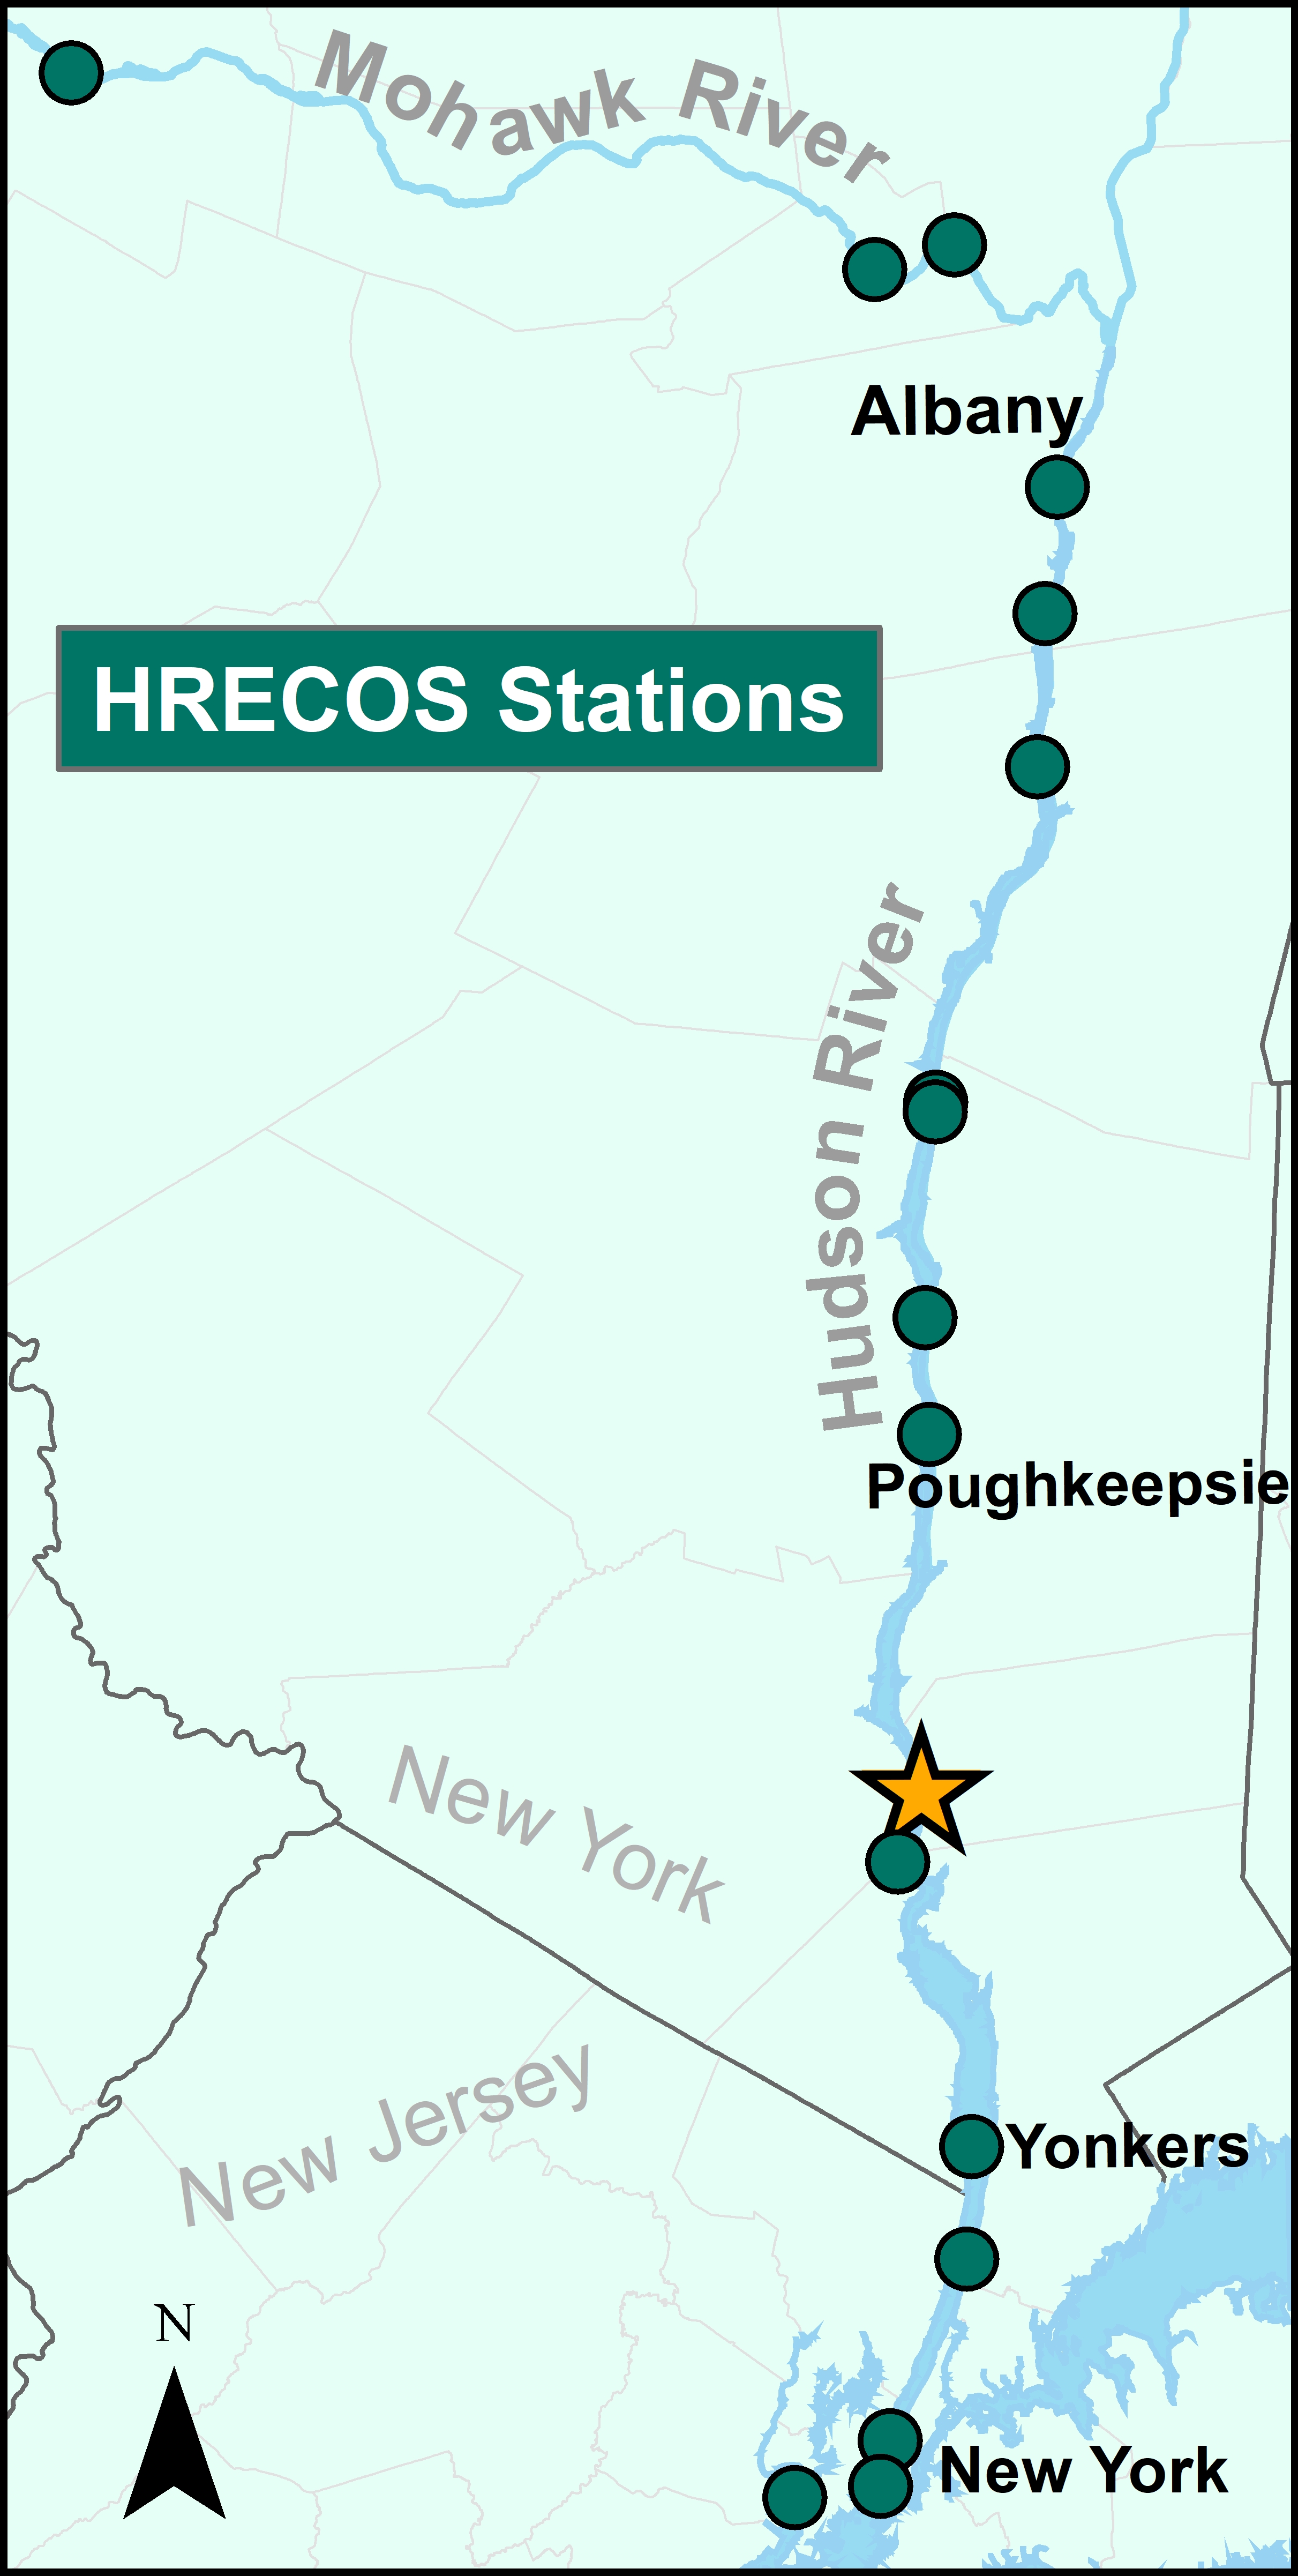 Mohawk River
Albany
HRECOS Stations
Hudson River
Poughkeepsie
New York
New Jersey
Yonkers
N
New York